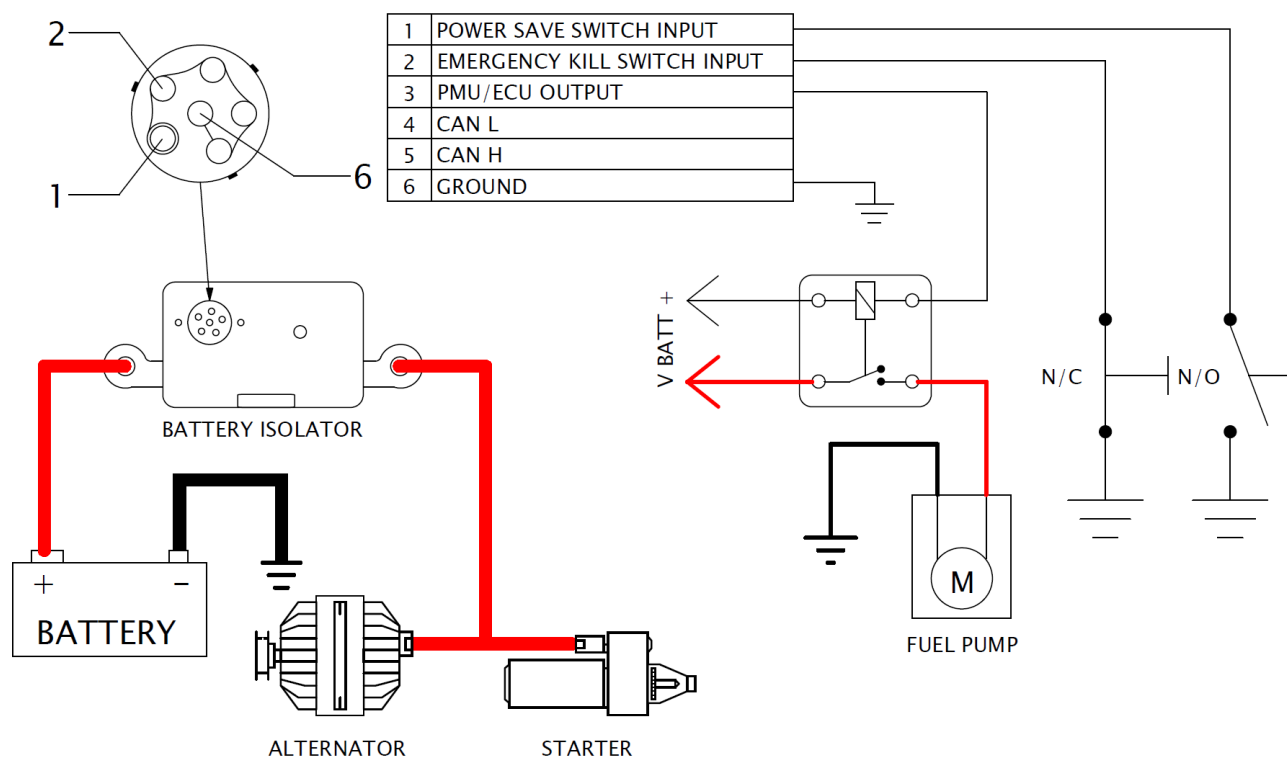 2
1
6
1 POWER SAVE SWITCH INPUT
2 EMERGENCY KILL SWITCH INPUT
3 PMU/ECU OUTPUT
4 CAN L
5 CAN H
6 GROUND
BATTERY ISOLATOR
V BATT +
N/C
N/O
+ −
BATTERY
M
FUEL PUMP
ALTERNATOR
STARTER